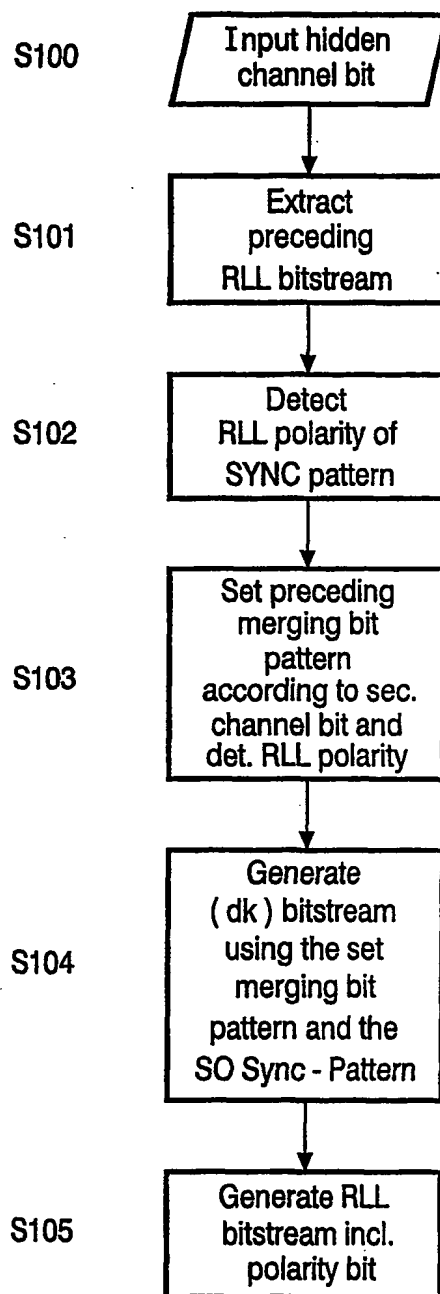 S100
Input hidden
channel bit
S101
Extract
preceding
RLL bitstream
S102
Detect
RLL polarity of
SYNC pattern
S103
Set preceding
merging bit
pattern
according to sec.
channel bit and
det. RLL polarity
S104
Generate
(dk) bitstream
using the set
merging bit
pattern and the
SO Sync - Pattern
S105
Generate RLL
bitstream incl.
polarity bit